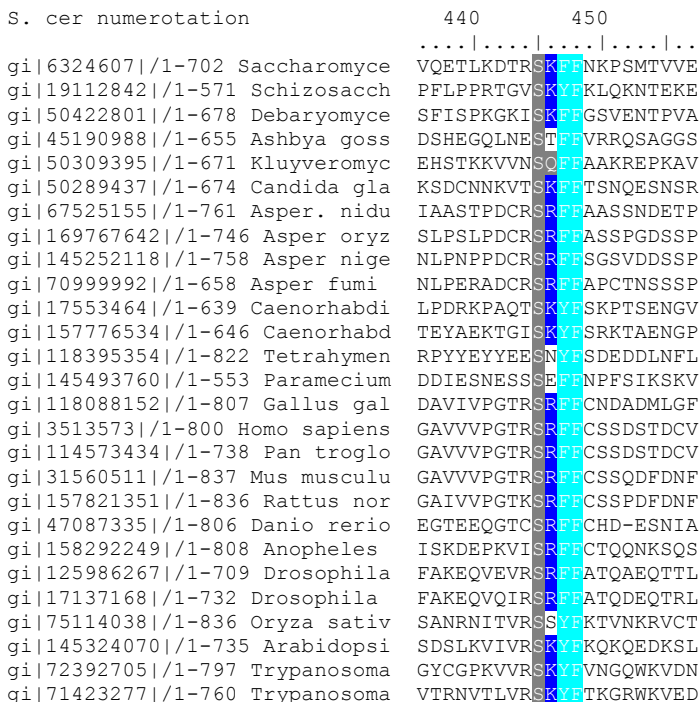 S. cer numerotation 440 450
....|....|....|....|..
gi|6324607|/1-702 Saccharomyce VQETLKDTRSKFFNKPSMTVVE
gi|19112842|/1-571 Schizosacch PFLPPRTGVSKYFKLQKNTEKE
gi|50422801|/1-678 Debaryomyce SFISPKGKISKFFGSVENTPVA
gi|45190988|/1-655 Ashbya goss DSHEGQLNESTFFVRRQSAGGS
gi|50309395|/1-671 Kluyveromyc EHSTKKVVNSQFFAAKREPKAV
gi|50289437|/1-674 Candida gla KSDCNNKVTSKFFTSNQESNSR
gi|67525155|/1-761 Asper. nidu IAASTPDCRSRFFAASSNDETP
gi|169767642|/1-746 Asper oryz SLPSLPDCRSRFFASSPGDSSP
gi|145252118|/1-758 Asper nige NLPNPPDCRSRFFSGSVDDSSP
gi|70999992|/1-658 Asper fumi NLPERADCRSRFFAPCTNSSSP
gi|17553464|/1-639 Caenorhabdi LPDRKPAQTSKYFSKPTSENGV
gi|157776534|/1-646 Caenorhabd TEYAEKTGISKYFSRKTAENGP
gi|118395354|/1-822 Tetrahymen RPYYEYYEESNYFSDEDDLNFL
gi|145493760|/1-553 Paramecium DDIESNESSSEFFNPFSIKSKV
gi|118088152|/1-807 Gallus gal DAVIVPGTRSRFFCNDADMLGF
gi|3513573|/1-800 Homo sapiens GAVVVPGTRSRFFCSSDSTDCV
gi|114573434|/1-738 Pan troglo GAVVVPGTRSRFFCSSDSTDCV
gi|31560511|/1-837 Mus musculu GAVVVPGTRSRFFCSSQDFDNF
gi|157821351|/1-836 Rattus nor GAIVVPGTKSRFFCSSPDFDNF
gi|47087335|/1-806 Danio rerio EGTEEQGTCSRFFCHD-ESNIA
gi|158292249|/1-808 Anopheles ISKDEPKVISRFFCTQQNKSQS
gi|125986267|/1-709 Drosophila FAKEQVEVRSRFFATQAEQTTL
gi|17137168|/1-732 Drosophila FAKEQVQIRSRFFATQDEQTRL
gi|75114038|/1-836 Oryza sativ SANRNITVRSSYFKTVNKRVCT
gi|145324070|/1-735 Arabidopsi SDSLKVIVRSKYFKQKQEDKSL
gi|72392705|/1-797 Trypanosoma GYCGPKVVRSKYFVNGQWKVDN
gi|71423277|/1-760 Trypanosoma VTRNVTLVRSKYFTKGRWKVED